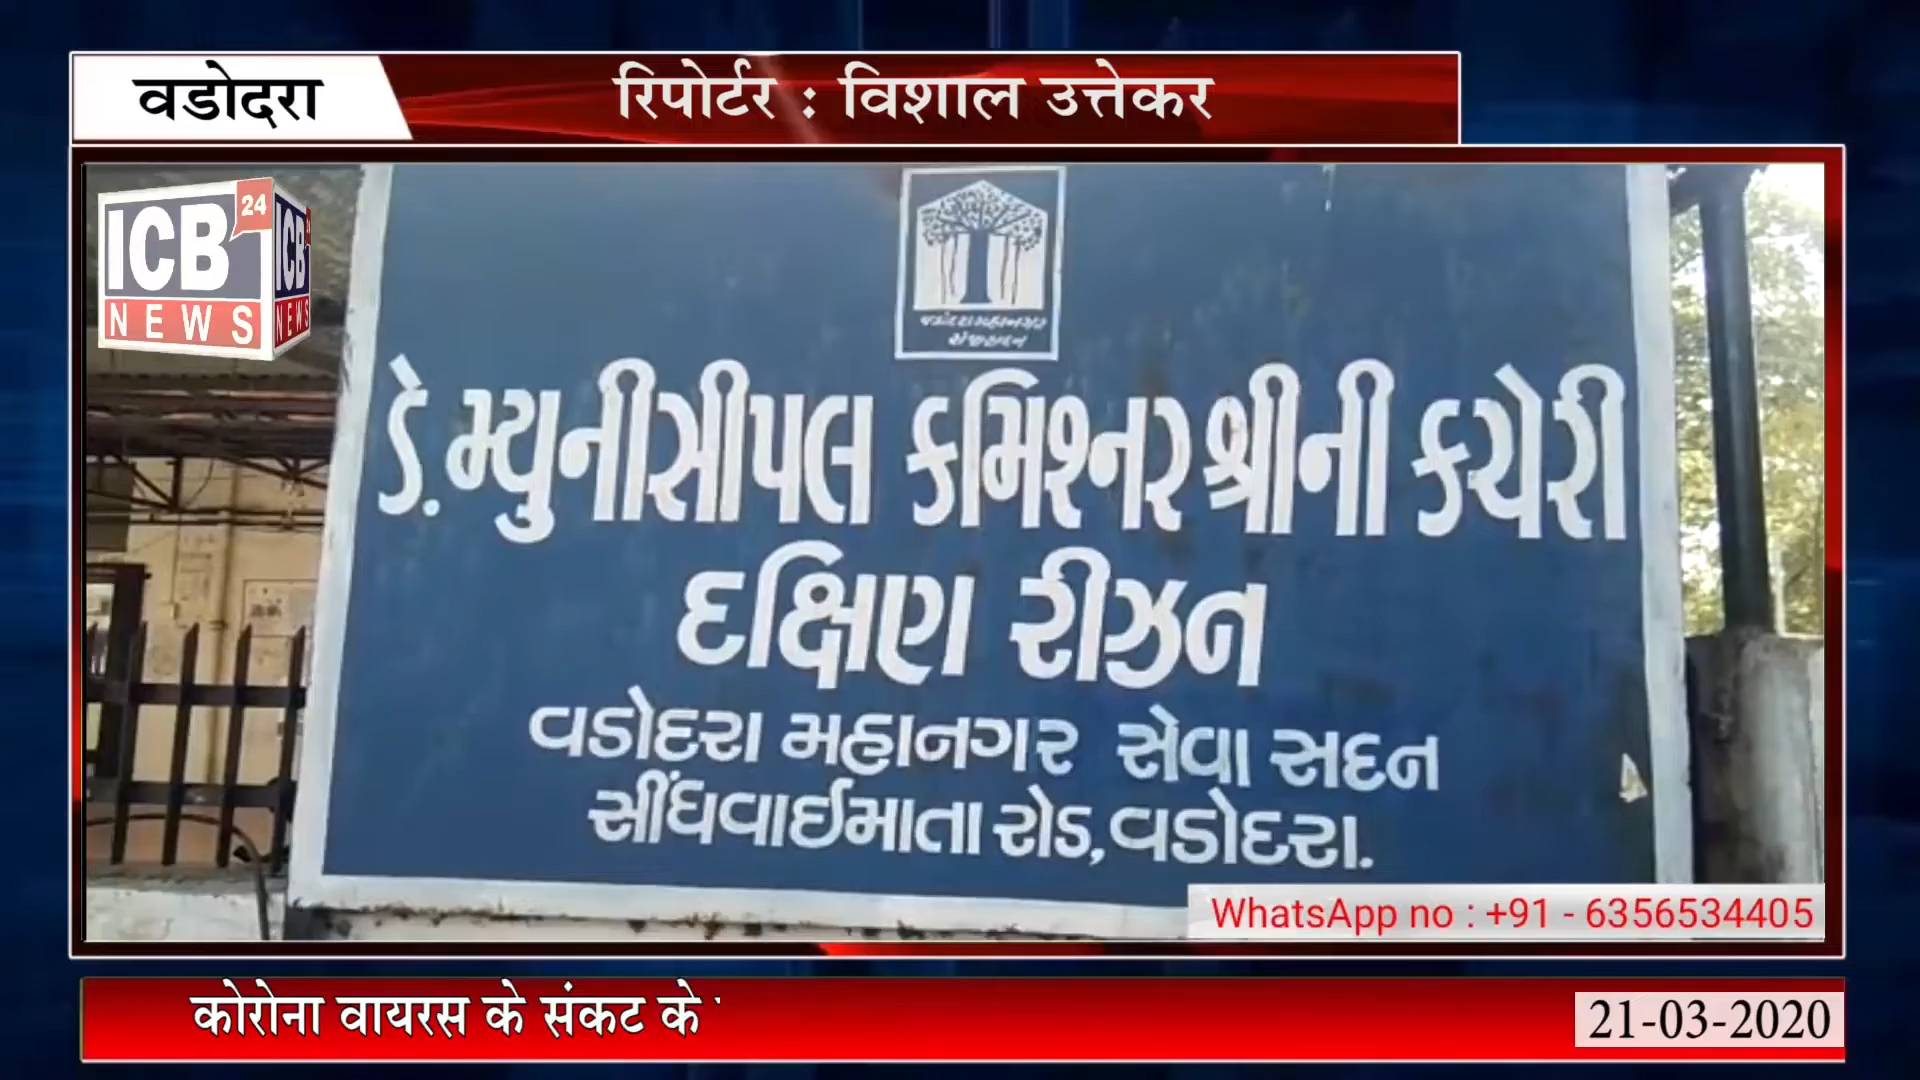 वडोदरा
रिपोर्टर : विशाल उत्तेकर
ICB 24
NEWS
ડે. મ્યુનીસીપલ કમિશ્નરશ્રીની કચેરી
દક્ષિણ રીઝન
વડોદરા મહાનગર સેવા સદન
સીંધવાઈમાતા રોડ, વડોદરા.
WhatsApp no : +91 - 6356534405
कोरोना वायरस के संकट के
21-03-2020